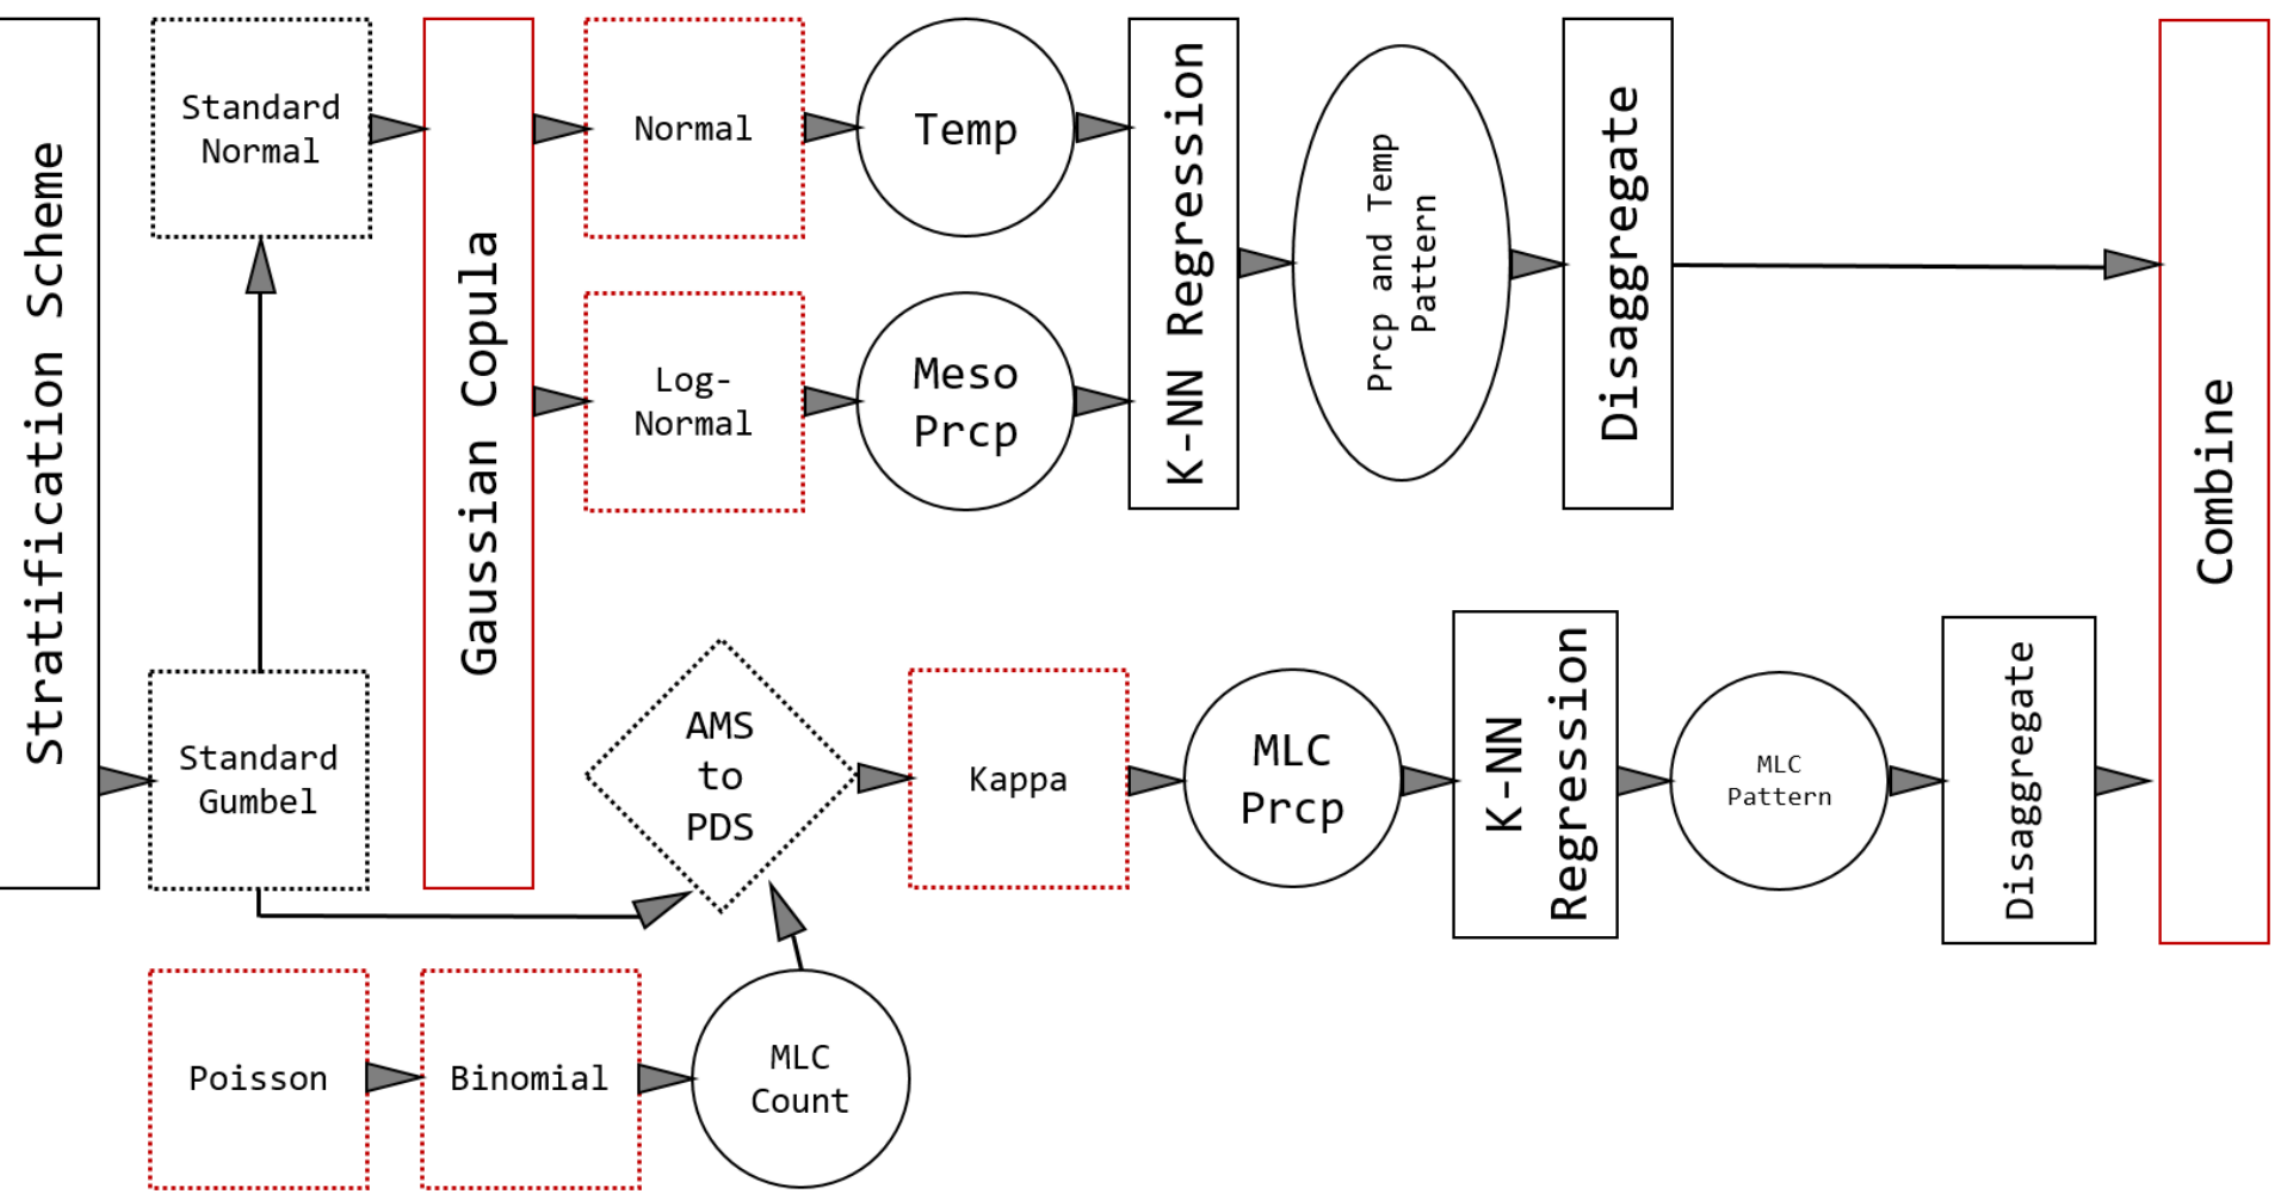 Stratification Scheme
Standard
Normal
Gaussian Copula
Normal
Temp
K-NN Regression
Prcp and Temp
Pattern
Disaggregate
Combine
Log-
Normal
Meso
Prcp
Standard
Gumbel
AMS
to
PDS
Kappa
MLC
Prcp
K-NN
Regression
MLC
Pattern
Disaggregate
Poisson
Binomial
MLC
Count